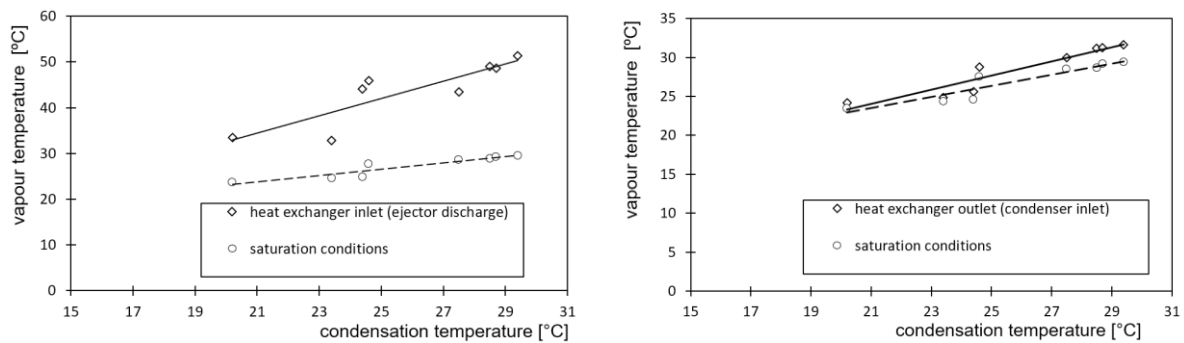 vapour temperature [ºC]
60
50
40
30
20
10
0
heat exchanger inlet (ejector discharge)
saturation conditions
15 17 19 21 23 25 27 29 31
condensation temperature [°C]
vapour temperature [ºC]
35
30
25
20
15
10
5
0
heat exchanger outlet (condenser inlet)
saturation conditions
15 17 19 21 23 25 27 29 31
condensation temperature [°C]